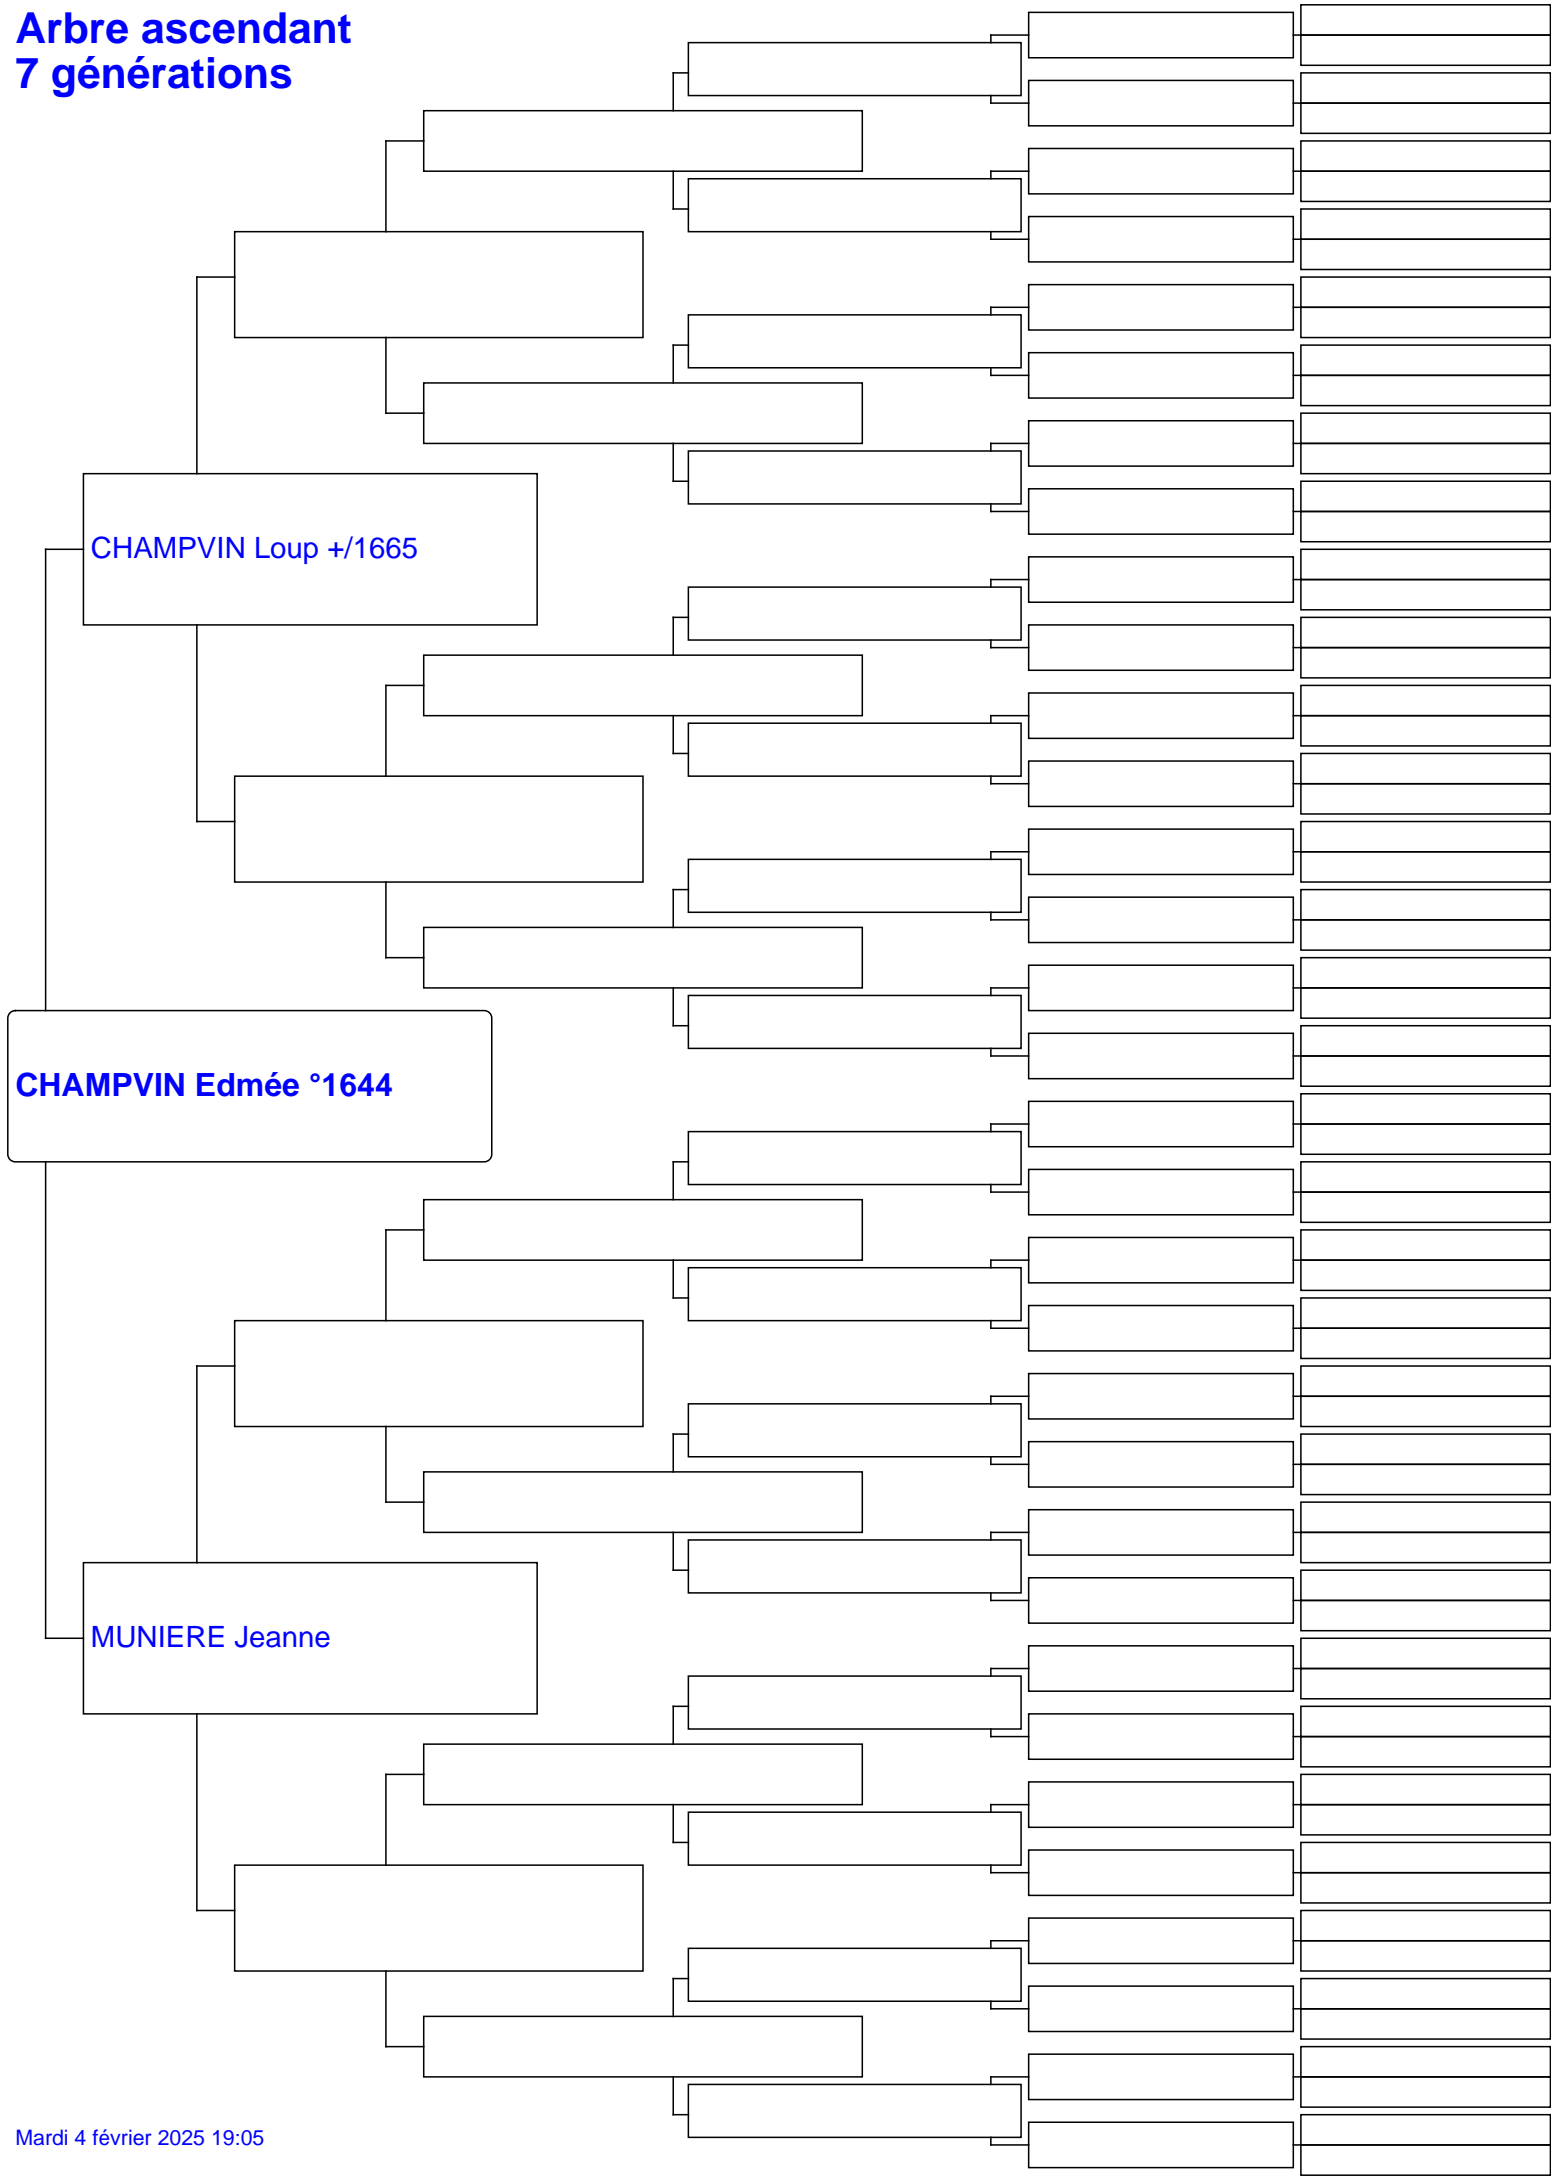 Arbre ascendant
7 générations
CHAMPVIN Loup +/1665
CHAMPVIN Edmée °1644
MUNIERE Jeanne
Mardi 4 février 2025 19:05